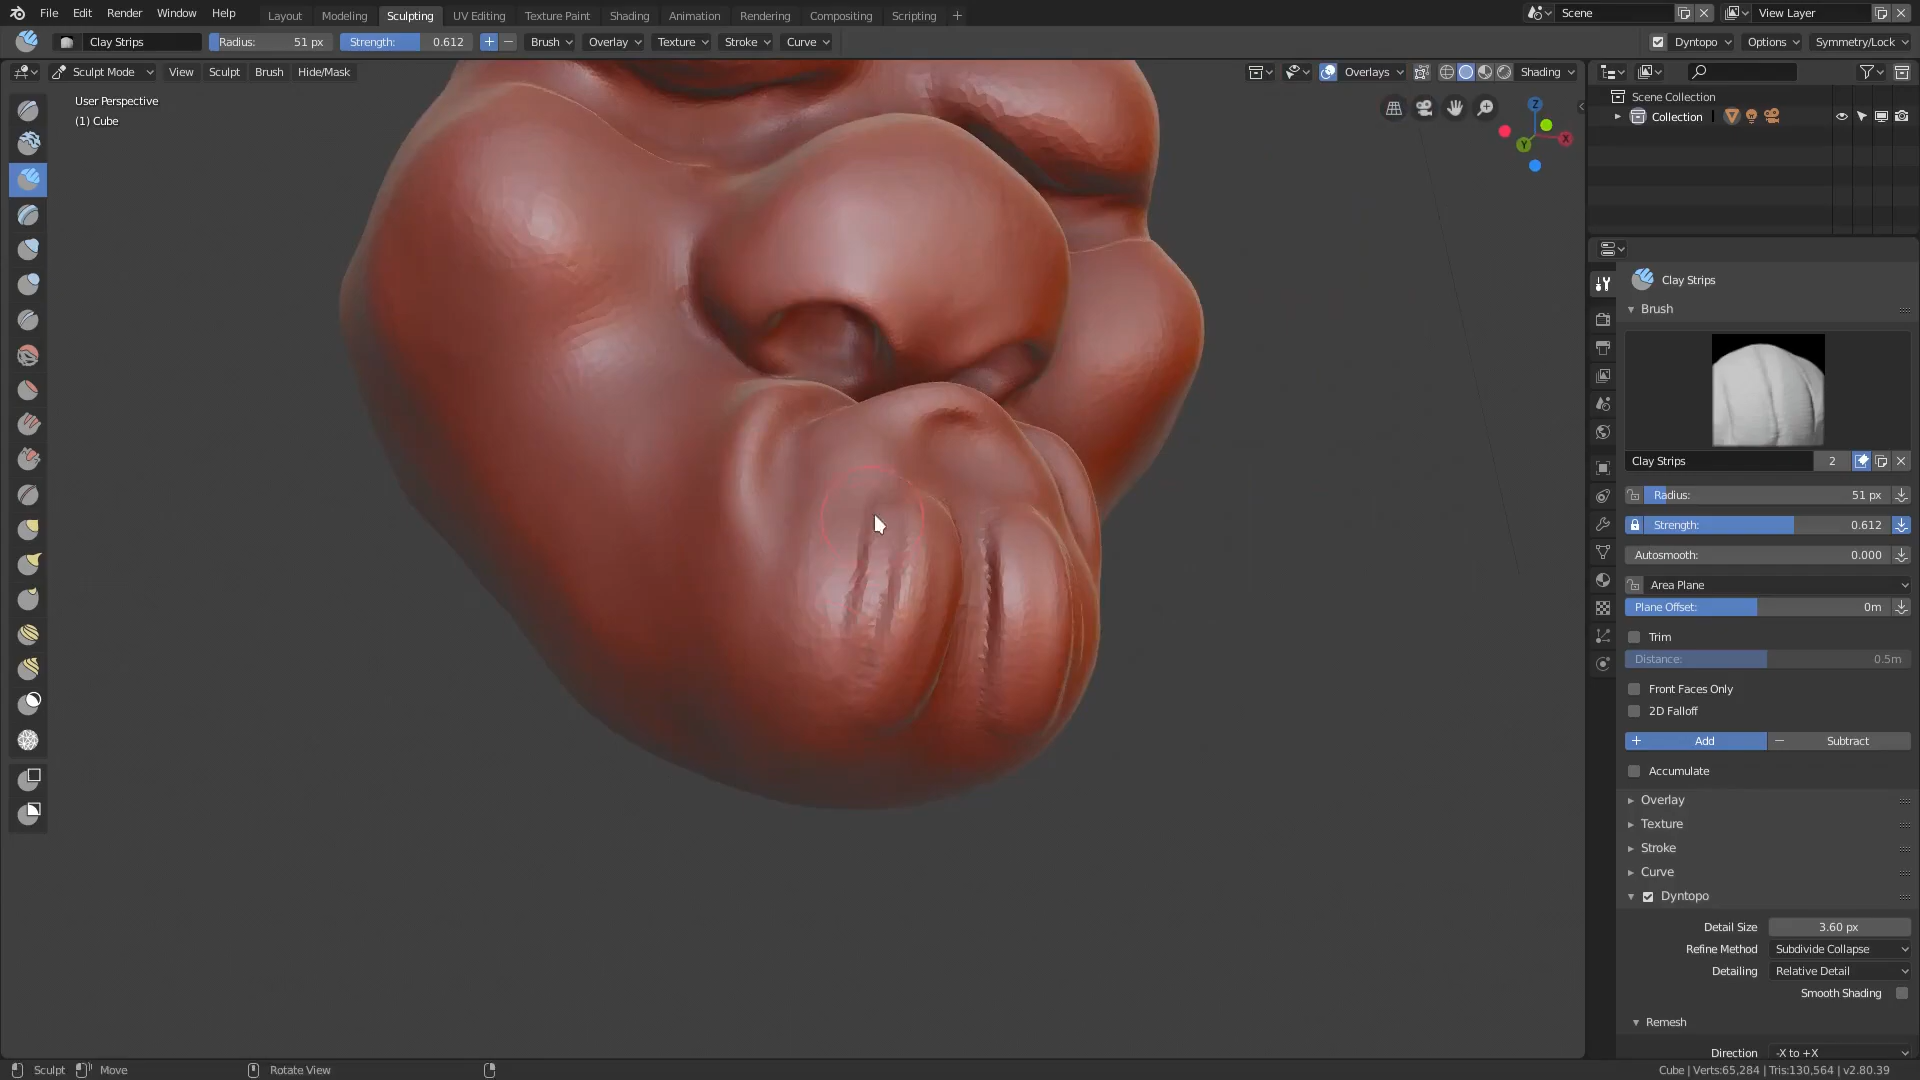 File Edit Render Window Help Layout Modeling Sculpting UV Editing Texture Paint Shading Animation Rendering Compositing Scripting + Scene View Layer
Clay Strips Radius: 51 px Strength: 0.612 Brush Overlay Texture Stroke Curve Dyntopo Options Symmetry/Lock
Sculpt Mode View Sculpt Brush Hide/Mask Overlays Shading
User Perspective
(1) Cube
Scene Collection
Collection
Clay Strips
Brush
Clay Strips 2
Radius: 51 px
Strength: 0.612
Autosmooth: 0.000
Area Plane
Plane Offset: 0m
Trim
Distance: 0.5m
Front Faces Only
2D Falloff
Add Subtract
Accumulate
Overlay
Texture
Stroke
Curve
Dyntopo
Detail Size 3.60 px
Refine Method Subdivide Collapse
Detailing Relative Detail
Smooth Shading
Remesh
Direction -X to +X
Sculpt Move Rotate View Cube | Verts:65,284 | Tris:130,564 | v2.80.39
Z
X
Y